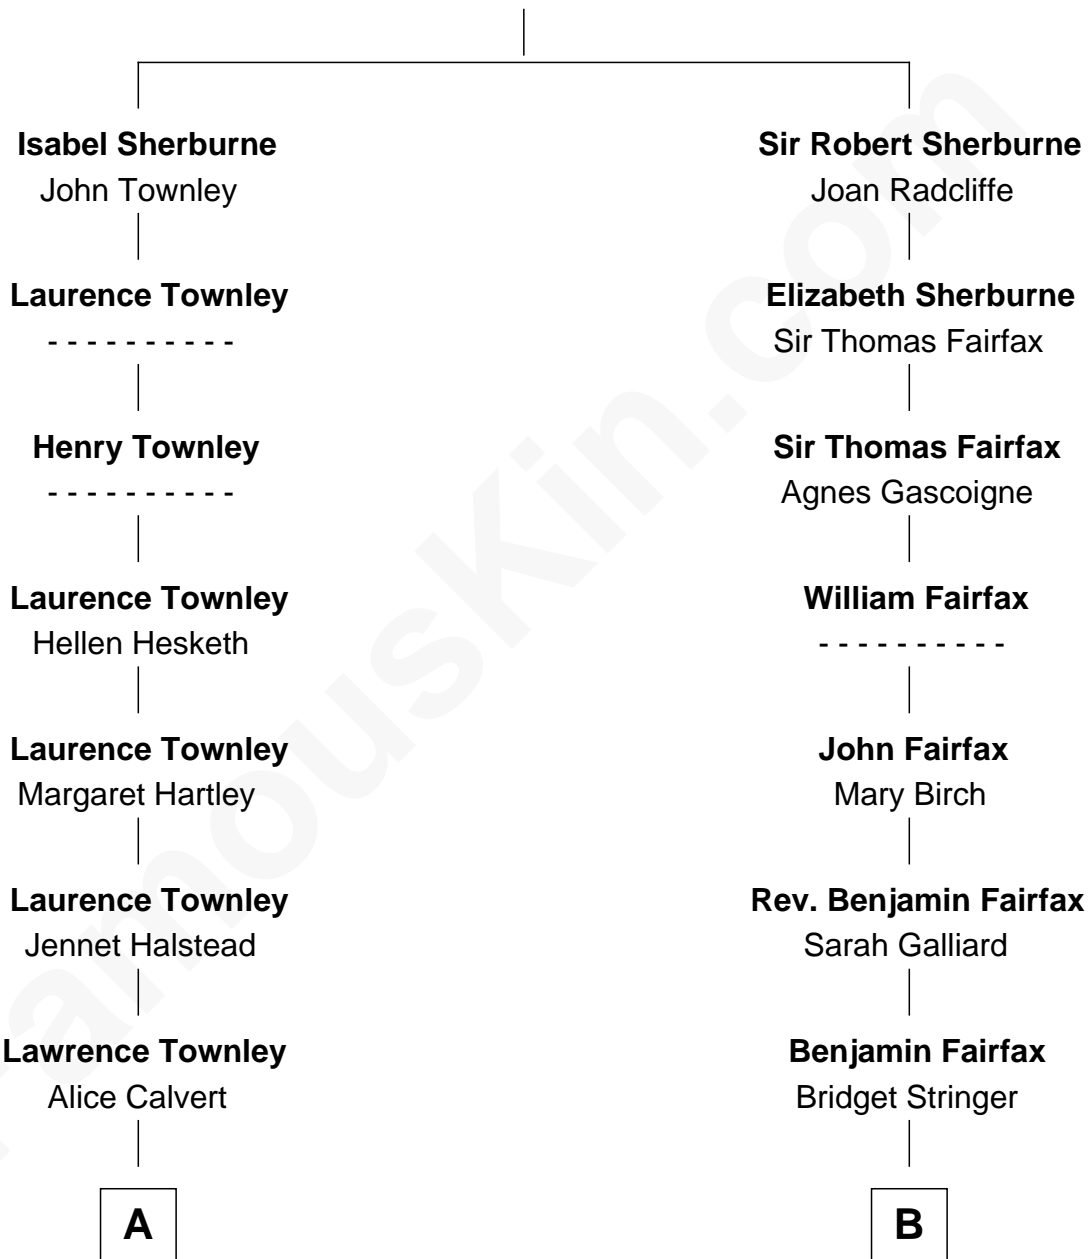 Isabel Sherburne
John Townley
Laurence Townley
- - - - - - - - - -
Henry Townley
- - - - - - - - - -
Laurence Townley
Hellen Hesketh
Laurence Townley
Margaret Hartley
Laurence Townley
Jennet Halstead
Lawrence Townley
Alice Calvert
A
Sir Robert Sherburne
Joan Radcliffe
Elizabeth Sherburne
Sir Thomas Fairfax
Sir Thomas Fairfax
Agnes Gascoigne
William Fairfax
- - - - - - - - - -
John Fairfax
Mary Birch
Rev. Benjamin Fairfax
Sarah Galliard
Benjamin Fairfax
Bridget Stringer
B
FamousKin.com